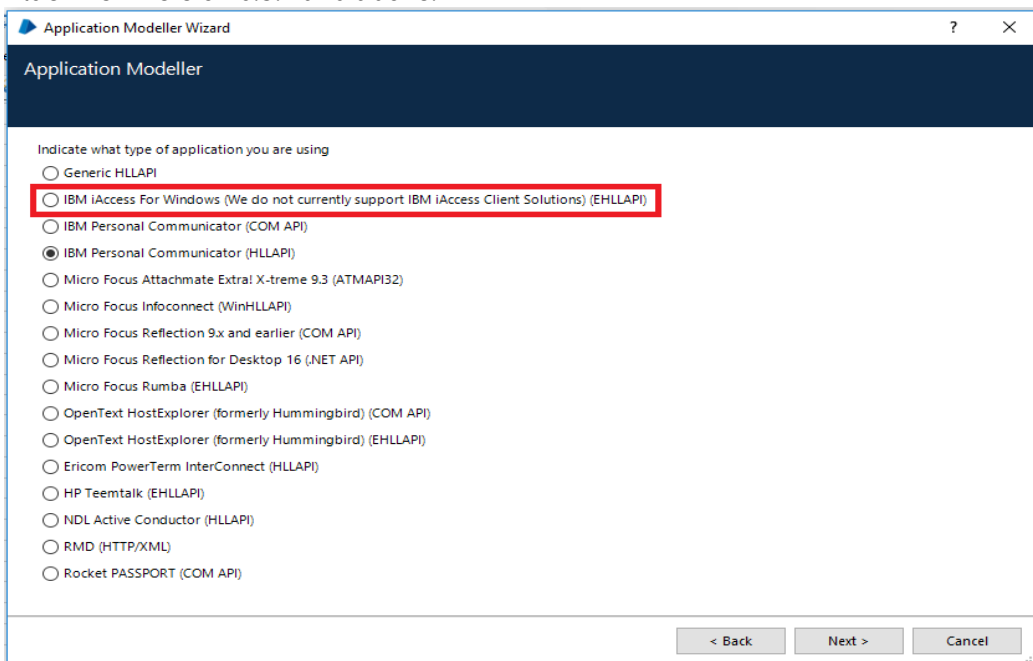 Application Modeller Wizard ? ×
Application Modeller
Indicate what type of application you are using
Generic HLLAPI
IBM iAccess For Windows (We do not currently support IBM iAccess Client Solutions) (EHLLAPI)
IBM Personal Communicator (COM API)
IBM Personal Communicator (HLLAPI)
Micro Focus Attachmate Extra! X-treme 9.3 (ATMAPI32)
Micro Focus Infoconnect (WinHLLAPI)
Micro Focus Reflection 9.x and earlier (COM API)
Micro Focus Reflection for Desktop 16 (.NET API)
Micro Focus Rumba (EHLLAPI)
OpenText HostExplorer (formerly Hummingbird) (COM API)
OpenText HostExplorer (formerly Hummingbird) (EHLLAPI)
Ericom PowerTerm InterConnect (HLLAPI)
HP Teemtalk (EHLLAPI)
NDL Active Conductor (HLLAPI)
RMD (HTTP/XML)
Rocket PASSPORT (COM API)
< Back Next > Cancel